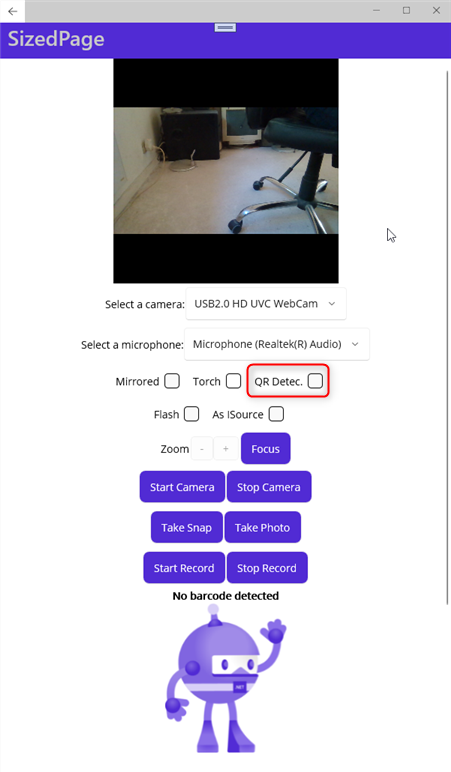 SizedPage
Select a camera: USB2.0 HD UVC WebCam
Select a microphone: Microphone (Realtek(R) Audio)
Mirrored Torch QR Detec.
Flash As ISource
Zoom - + Focus
Start Camera Stop Camera
Take Snap Take Photo
Start Record Stop Record
No barcode detected
.NET